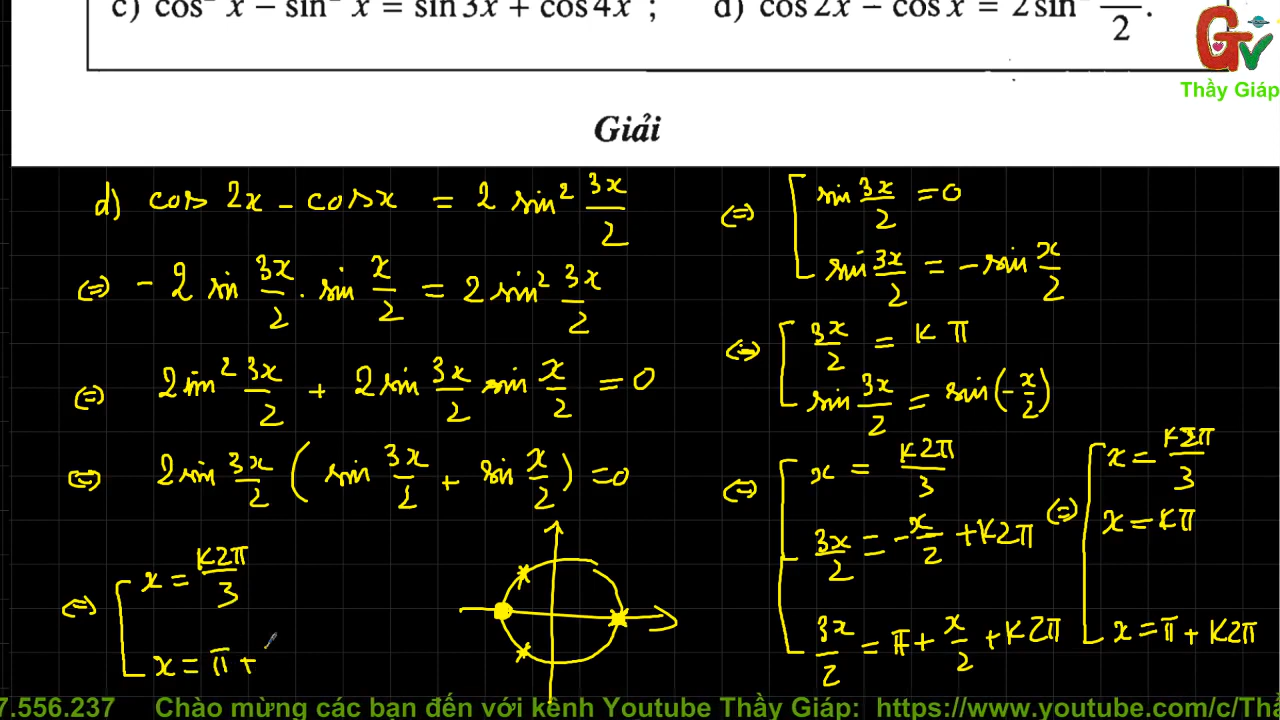 c) cos² x − sin² x = sin 3x + cos 4x ; d) cos 2x − cos x = 2 sin² —/2 .
Thầy Giáp
Giải
d) cos 2x - cos x = 2 sin² 3x/2
⇔ - 2 sin 3x/2 . sin x/2 = 2 sin² 3x/2
⇔ 2 sin² 3x/2 + 2 sin 3x/2 sin x/2 = 0
⇔ 2 sin 3x/2 ( sin 3x/2 + sin x/2 ) = 0
⇔ [ x = k2π/3
x = π +
⇔ [ sin 3x/2 = 0
sin 3x/2 = - sin x/2
⇔ [ 3x/2 = k π
sin 3x/2 = sin (- x/2)
⇔ [ x = k2π/3
3x/2 = - x/2 + k2π
3x/2 = π + x/2 + k2π
⇔ [ x = k2π/3
x = kπ
x = π + k2π
7.556.237 Chào mừng các bạn đến với kênh Youtube Thầy Giáp: https://www.youtube.com/c/Thầ